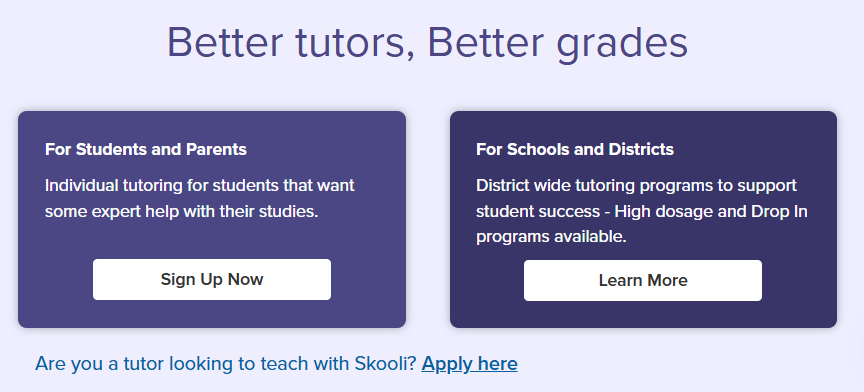 Better tutors, Better grades
For Students and Parents
Individual tutoring for students that want
some expert help with their studies.
Sign Up Now
For Schools and Districts
District wide tutoring programs to support
student success - High dosage and Drop In
programs available.
Learn More
Are you a tutor looking to teach with Skooli? Apply here